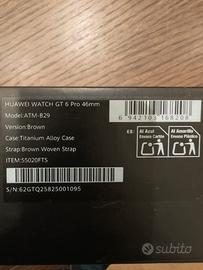 HUAWEI WATCH GT 6 Pro 46mm
Model:ATM-B29
Version:Brown
Case:Titanium Alloy Case
Strap:Brown Woven Strap
ITEM:55020FTS
S/N:62GTQ25825001095
6 942103 168208
ES:
Al Azul
Envase Cartón
Al Amarillo
Envase Plástico
subito